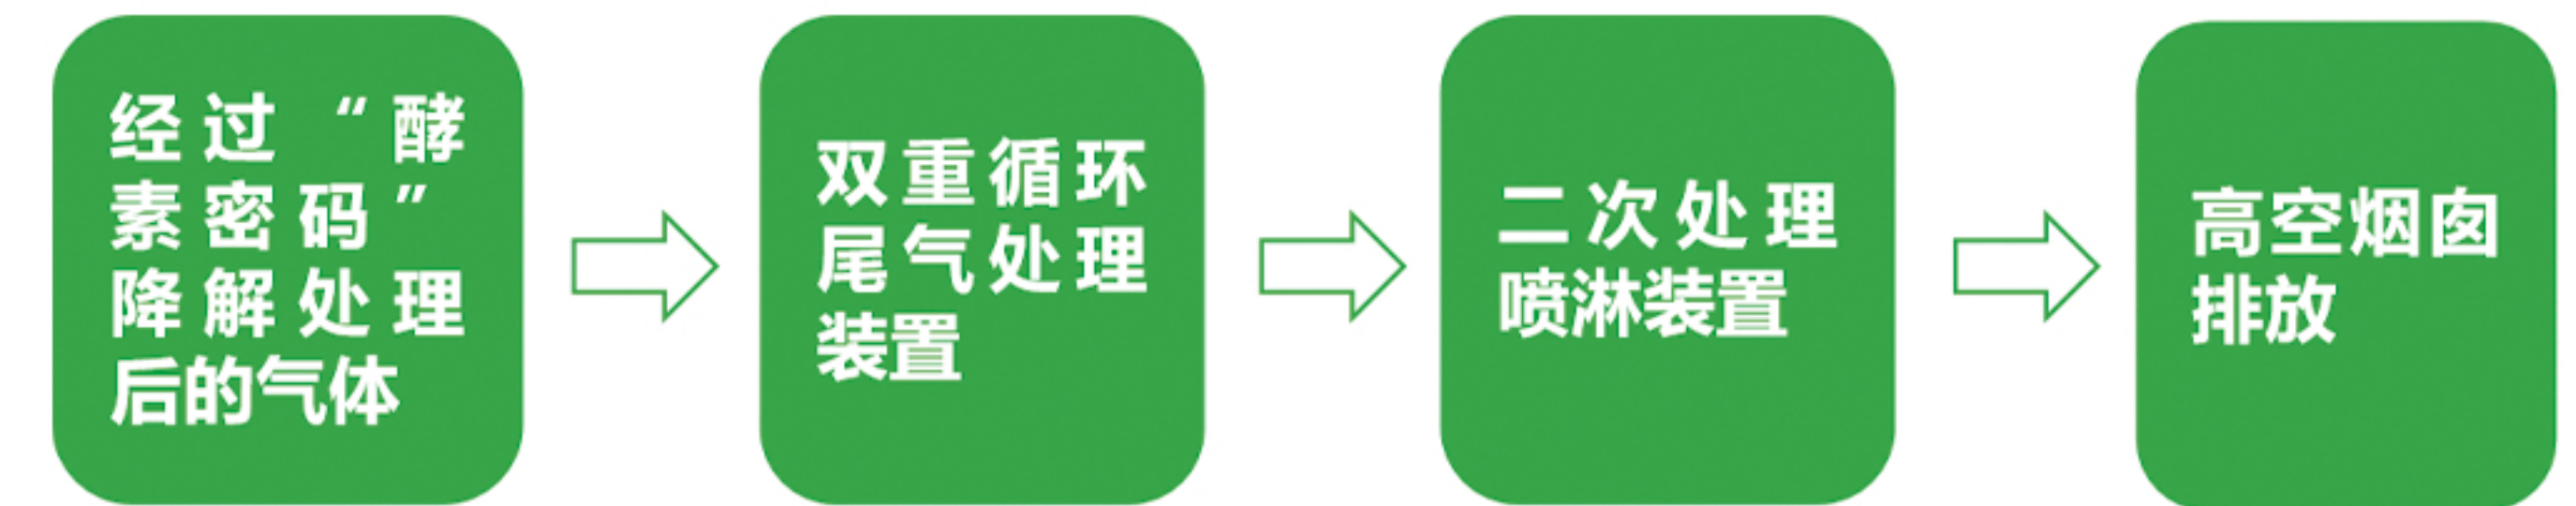 经过“酵
素密码”
降解处理
后的气体
双重循环
尾气处理
装置
二次处理
喷淋装置
高空烟囱
排放